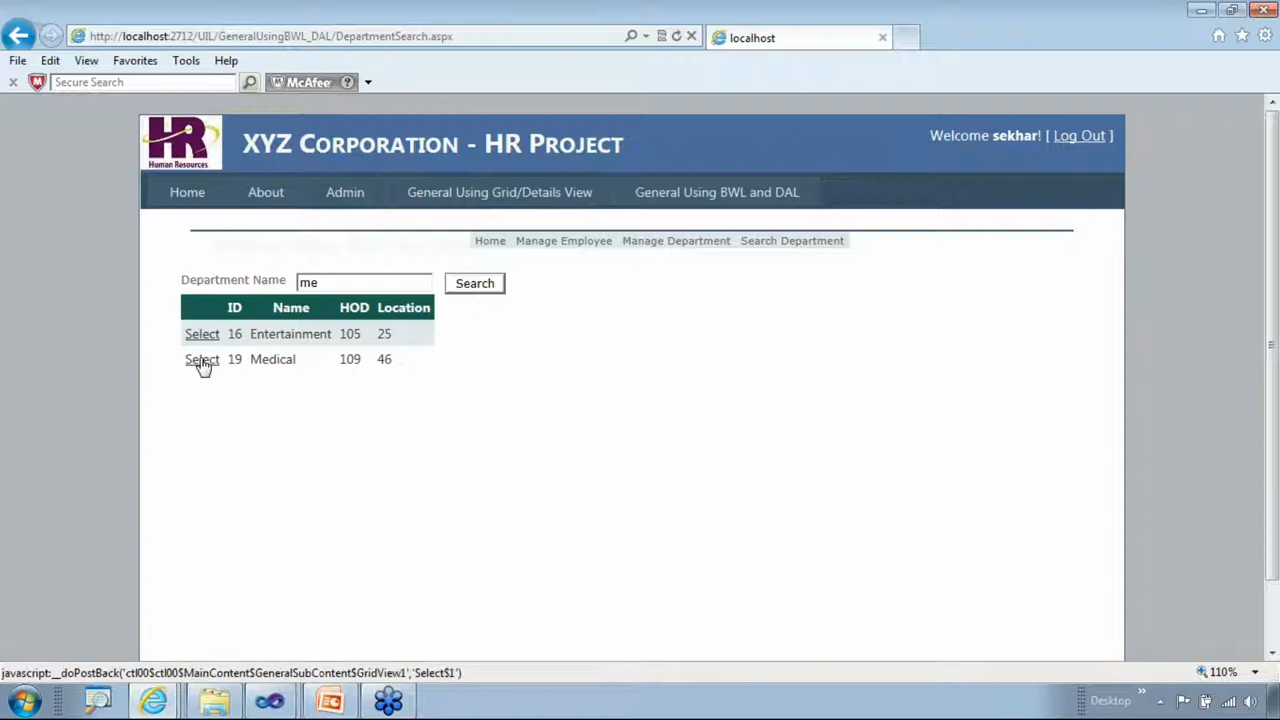 http://localhost:2712/UIL/GeneralUsingBWL_DAL/DepartmentSearch.aspx
localhost
File Edit View Favorites Tools Help
Secure Search
McAfee
HR
Human Resources
XYZ Corporation - HR Project
Welcome sekhar! [ Log Out ]
Home About Admin General Using Grid/Details View General Using BWL and DAL
Home Manage Employee Manage Department Search Department
Department Name me Search
ID Name HOD Location
Select 16 Entertainment 105 25
Select 19 Medical 109 46
javascript:__doPostBack('ctl00$ctl00$MainContent$GeneralSubContent$GridView1','Select$1')
110%
Desktop